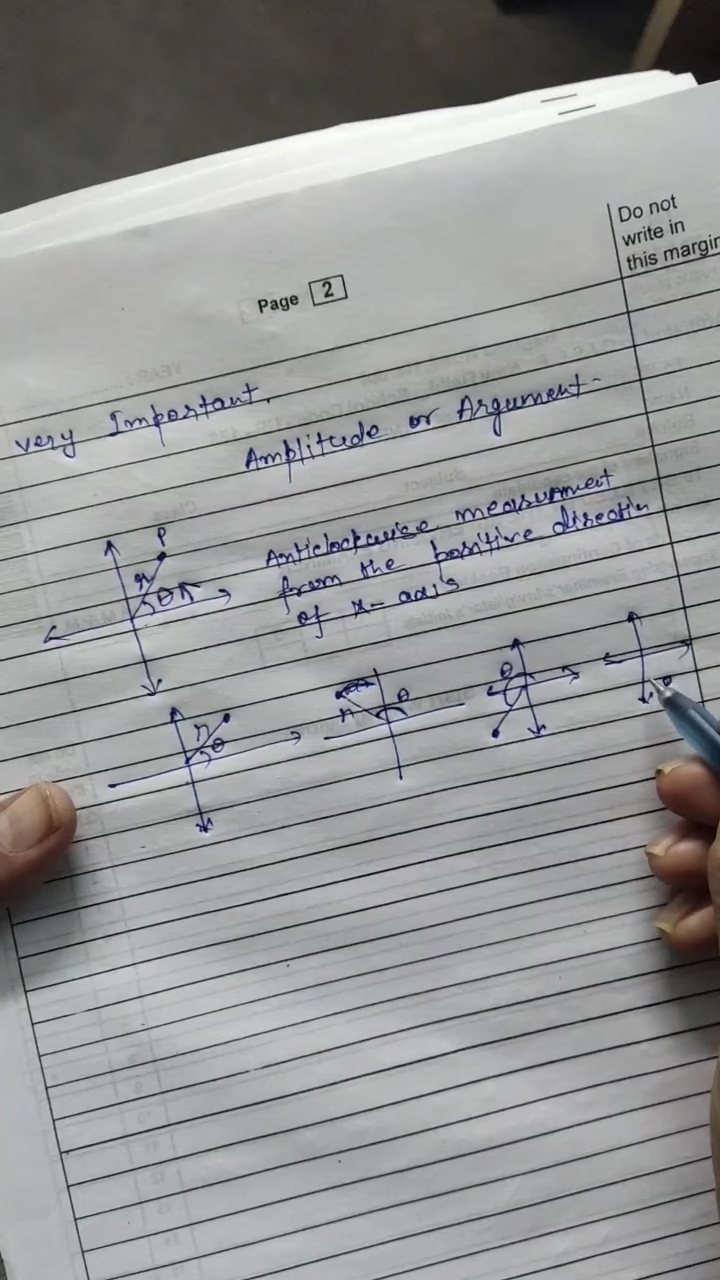 Do not
write in
this margin
Page 2
very Important.
Amplitude or Argument-
P
r
θ
Anticlockwise measurment
from the positive direction
of x-axis
r
θ
r
θ
θ